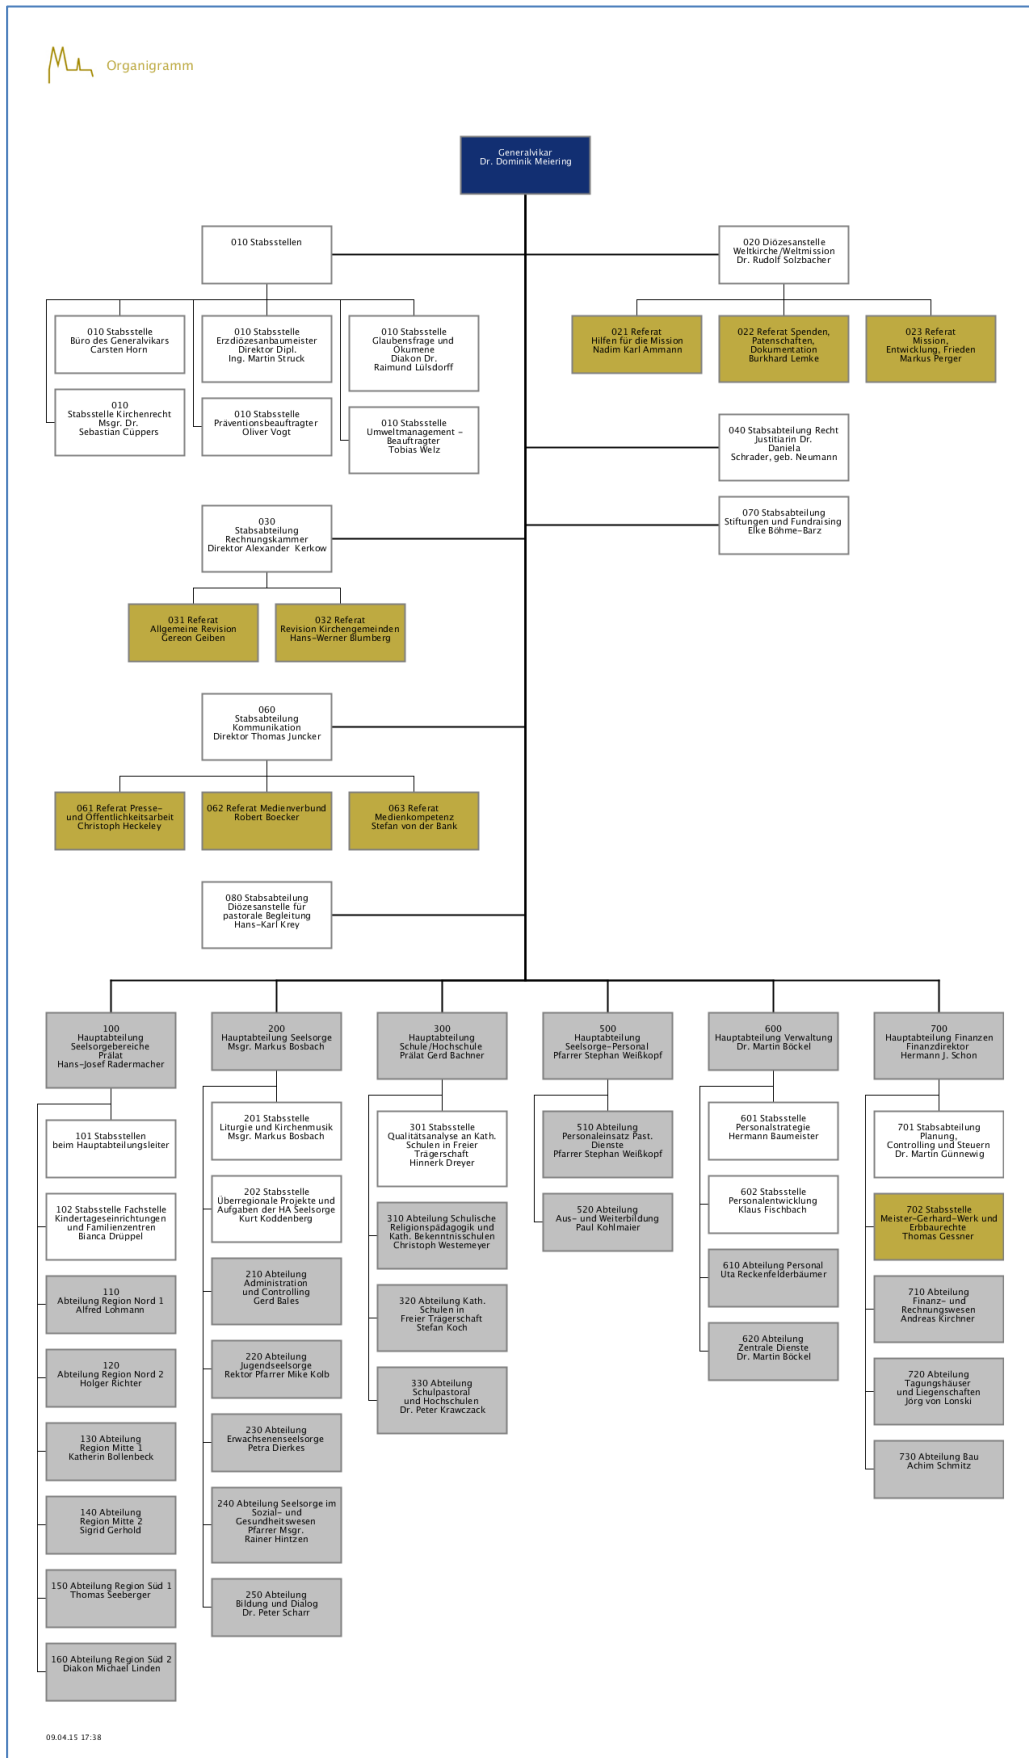 Organigramm
Generalvikar
Dr. Dominik Meiering
010 Stabsstellen
020 Diözesanstelle
Weltkirche/Weltmission
Dr. Rudolf Solzbacher
010 Stabsstelle
Büro des Generalvikars
Carsten Horn
010 Stabsstelle
Erzdiözesanbaumeister
Direktor Dipl.
Ing. Martin Struck
010 Stabsstelle
Glaubensfrage und
Ökumene
Diakon Dr.
Raimund Lülsdorff
021 Referat
Hilfen für die Mission
Nadim Karl Ammann
022 Referat Spenden,
Patenschaften,
Dokumentation
Burkhard Lemke
023 Referat
Mission,
Entwicklung, Frieden
Markus Perger
010
Stabsstelle Kirchenrecht
Msgr. Dr.
Sebastian Cüppers
010 Stabsstelle
Präventionsbeauftragter
Oliver Vogt
010 Stabsstelle
Umweltmanagement -
Beauftragter
Tobias Welz
040 Stabsabteilung Recht
Justitiarin Dr.
Daniela
Schrader, geb. Neumann
070 Stabsabteilung
Stiftungen und Fundraising
Elke Böhme-Barz
030
Stabsabteilung
Rechnungskammer
Direktor Alexander Kerkow
031 Referat
Allgemeine Revision
Gereon Geiben
032 Referat
Revision Kirchengemeinden
Hans-Werner Blumberg
060
Stabsabteilung
Kommunikation
Direktor Thomas Juncker
061 Referat Presse-
und Öffentlichkeitsarbeit
Christoph Heckeley
062 Referat Medienverbund
Robert Boecker
063 Referat
Medienkompetenz
Stefan von der Bank
080 Stabsabteilung
Diözesanstelle für
pastorale Begleitung
Hans-Karl Krey
100
Hauptabteilung
Seelsorgebereiche
Prälat
Hans-Josef Radermacher
101 Stabsstellen
beim Hauptabteilungsleiter
102 Stabsstelle Fachstelle
Kindertageseinrichtungen
und Familienzentren
Bianca Drüppel
110
Abteilung Region Nord 1
Alfred Lohmann
120
Abteilung Region Nord 2
Holger Richter
130 Abteilung
Region Mitte 1
Katherin Bollenbeck
140 Abteilung
Region Mitte 2
Sigrid Gerhold
150 Abteilung Region Süd 1
Thomas Seeberger
160 Abteilung Region Süd 2
Diakon Michael Linden
200
Hauptabteilung Seelsorge
Msgr. Markus Bosbach
201 Stabsstelle
Liturgie und Kirchenmusik
Msgr. Markus Bosbach
202 Stabsstelle
Überregionale Projekte und
Aufgaben der HA Seelsorge
Kurt Koddenberg
210 Abteilung
Administration
und Controlling
Gerd Bales
220 Abteilung
Jugendseelsorge
Rektor Pfarrer Mike Kolb
230 Abteilung
Erwachsenenseelsorge
Petra Dierkes
240 Abteilung Seelsorge im
Sozial- und
Gesundheitswesen
Pfarrer Msgr.
Rainer Hintzen
250 Abteilung
Bildung und Dialog
Dr. Peter Scharr
300
Hauptabteilung
Schule/Hochschule
Prälat Gerd Bachner
301 Stabsstelle
Qualitätsanalyse an Kath.
Schulen in Freier
Trägerschaft
Hinnerk Dreyer
310 Abteilung Schulische
Religionspädagogik und
Kath. Bekenntnisschulen
Christoph Westemeyer
320 Abteilung Kath.
Schulen in
Freier Trägerschaft
Stefan Koch
330 Abteilung
Schulpastoral
und Hochschulen
Dr. Peter Krawczack
500
Hauptabteilung
Seelsorge-Personal
Pfarrer Stephan Weißkopf
510 Abteilung
Personaleinsatz Past.
Dienste
Pfarrer Stephan Weißkopf
520 Abteilung
Aus- und Weiterbildung
Paul Kohlmaier
600
Hauptabteilung Verwaltung
Dr. Martin Böckel
601 Stabsstelle
Personalstrategie
Hermann Baumeister
602 Stabsstelle
Personalentwicklung
Klaus Fischbach
610 Abteilung Personal
Uta Reckenfelderbäumer
620 Abteilung
Zentrale Dienste
Dr. Martin Böckel
700
Hauptabteilung Finanzen
Finanzdirektor
Hermann J. Schon
701 Stabsabteilung
Planung,
Controlling und Steuern
Dr. Martin Günnewig
702 Stabsstelle
Meister-Gerhard-Werk und
Erbbaurechte
Thomas Gessner
710 Abteilung
Finanz- und
Rechnungswesen
Andreas Kirchner
720 Abteilung
Tagungshäuser
und Liegenschaften
Jörg von Lonski
730 Abteilung Bau
Achim Schmitz
09.04.15 17:38